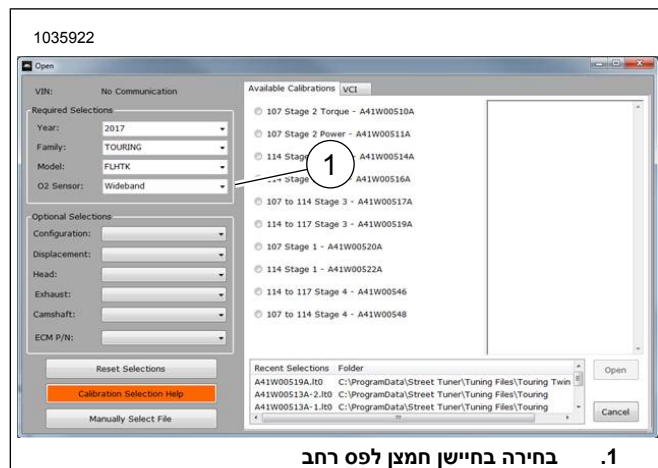 1035922
Open
VIN: No Communication
Required Selections
Year: 2017
Family: TOURING
Model: FLHTK
O2 Sensor: Wideband
Optional Selections
Configuration:
Displacement:
Head:
Exhaust:
Camshaft:
ECM P/N:
Reset Selections
Calibration Selection Help
Manually Select File
Available Calibrations VCI
107 Stage 2 Torque - A41W00510A
107 Stage 2 Power - A41W00511A
114 Stage - A41W00514A
114 Stage - A41W00516A
107 to 114 Stage 3 - A41W00517A
114 to 117 Stage 3 - A41W00519A
107 Stage 1 - A41W00520A
114 Stage 1 - A41W00522A
114 to 117 Stage 4 - A41W00546
107 to 114 Stage 4 - A41W00548
1
Recent Selections Folder
A41W00519A.lt0 C:\ProgramData\Street Tuner\Tuning Files\Touring Twin
A41W00513A-2.lt0 C:\ProgramData\Street Tuner\Tuning Files\Touring
A41W00513A-1.lt0 C:\ProgramData\Street Tuner\Tuning Files\Touring
Open
Cancel
1. בחירה בחיישן חמצן לפס רחב